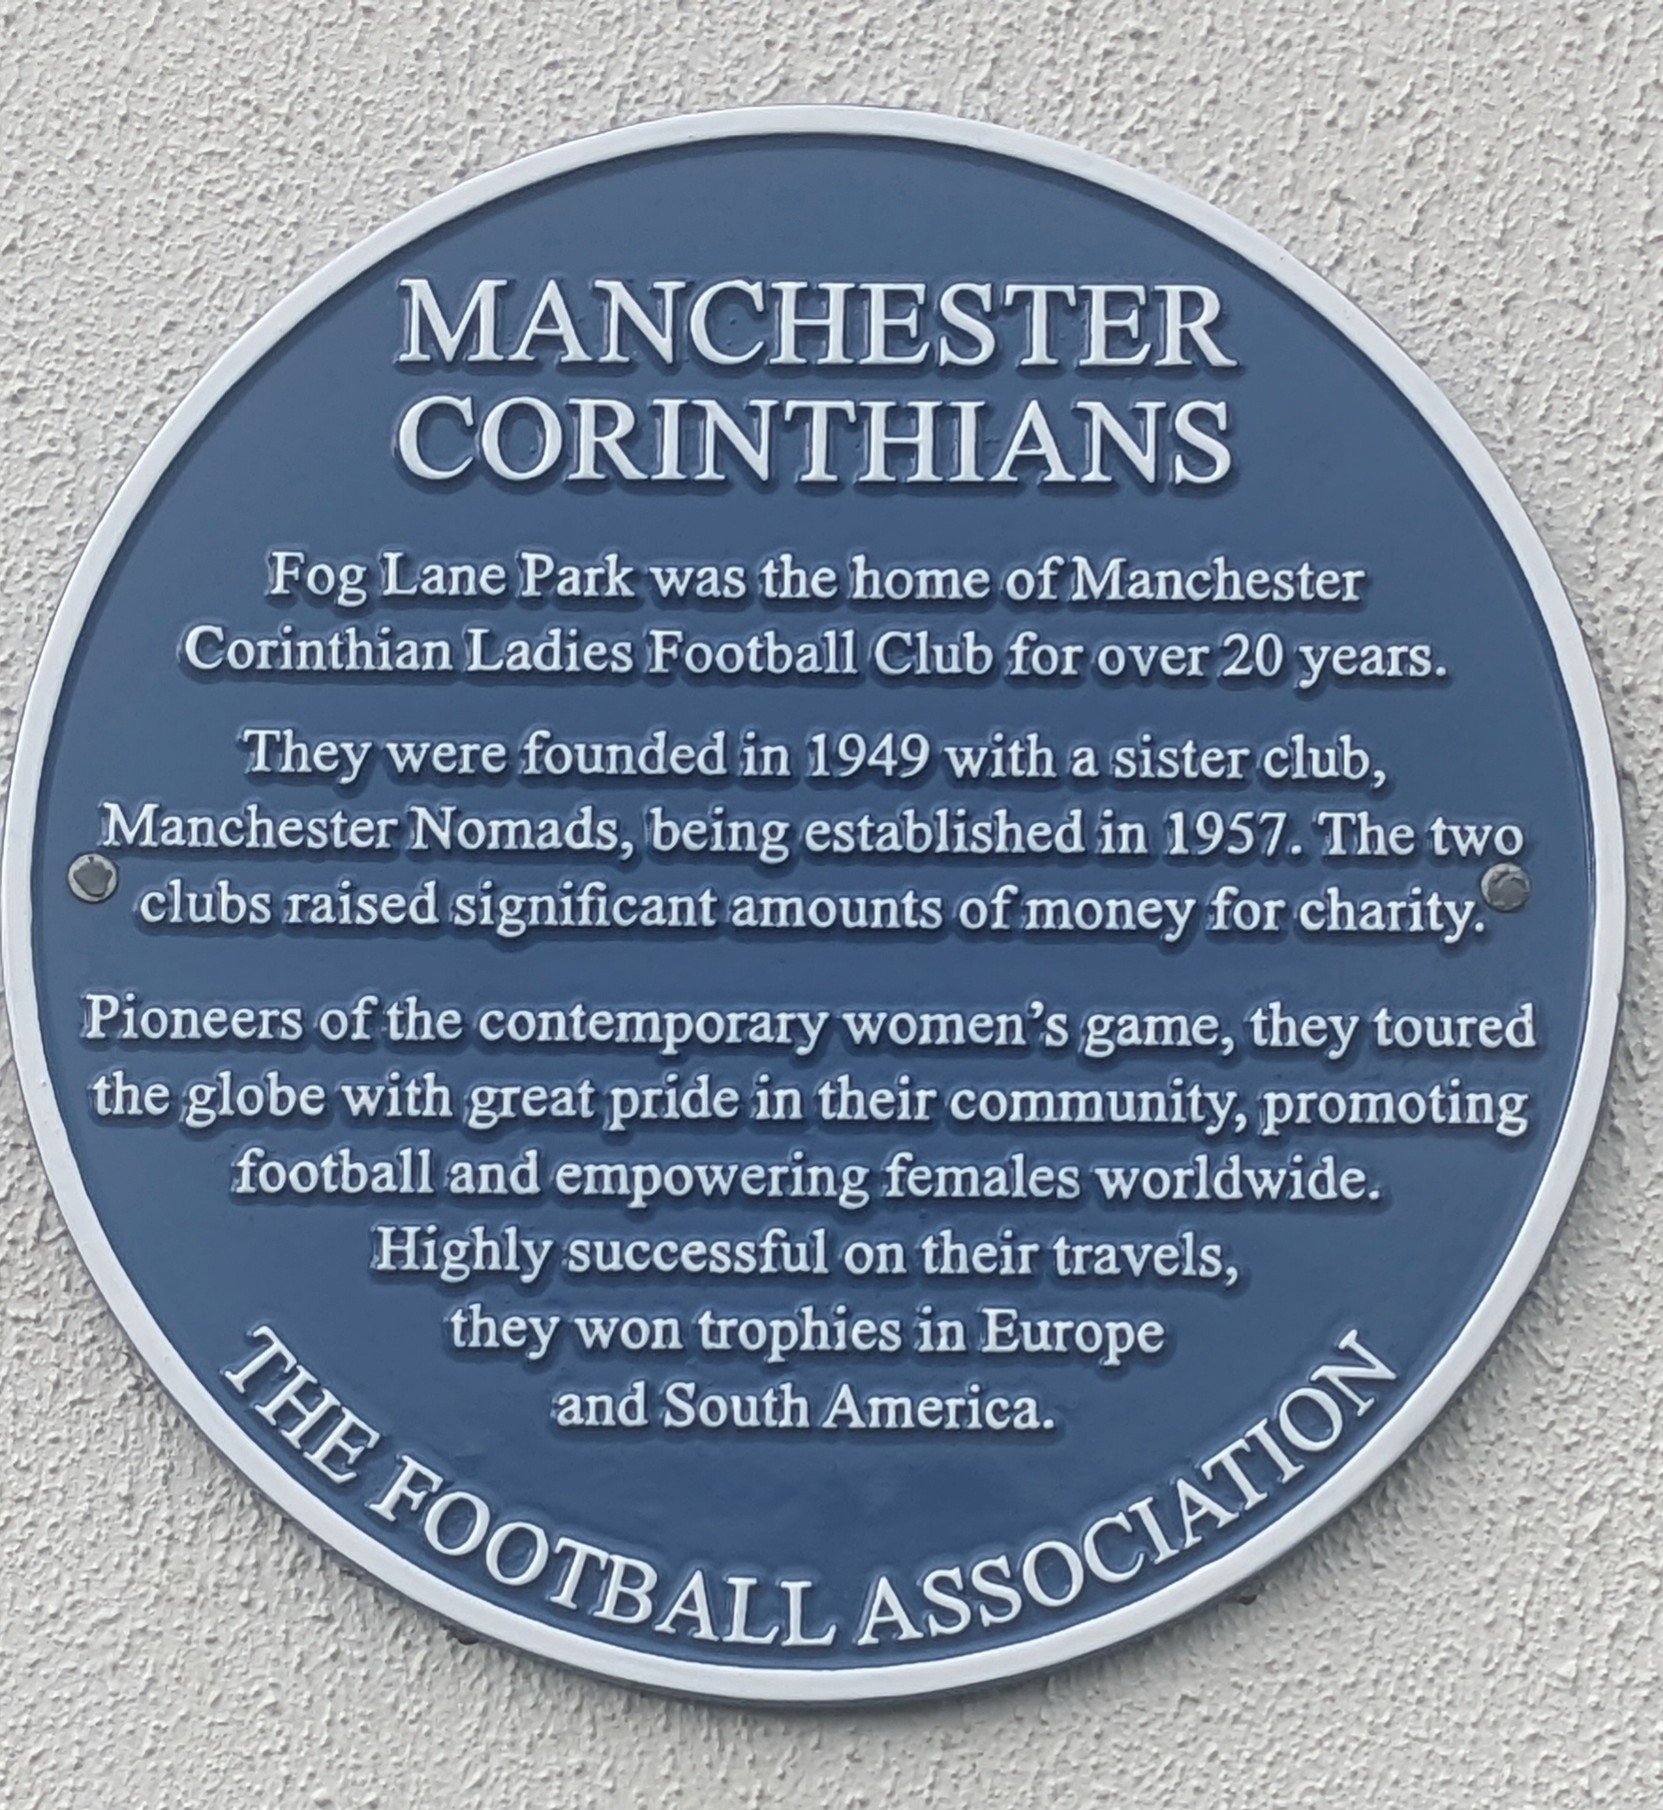 MANCHESTER
CORINTHIANS
Fog Lane Park was the home of Manchester
Corinthian Ladies Football Club for over 20 years.
They were founded in 1949 with a sister club,
Manchester Nomads, being established in 1957. The two
clubs raised significant amounts of money for charity.
Pioneers of the contemporary women's game, they toured
the globe with great pride in their community, promoting
football and empowering females worldwide.
Highly successful on their travels,
they won trophies in Europe
and South America.
THE FOOTBALL ASSOCIATION